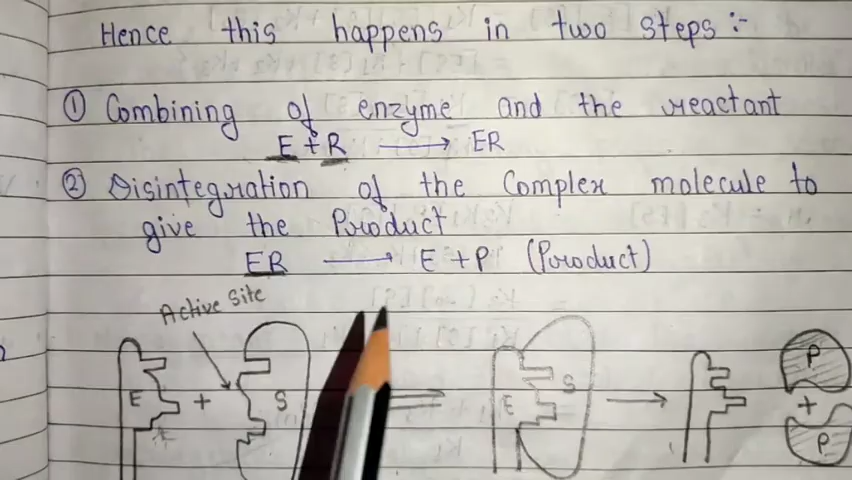 Hence this happens in two steps :-
① Combining of enzyme and the reactant
E + R ⟶ ER
② Disintegration of the Complex molecule to
give the Product
ER ⟶ E + P (Product)
Active Site
E + S ⇌ E S ⟶ P
+
P